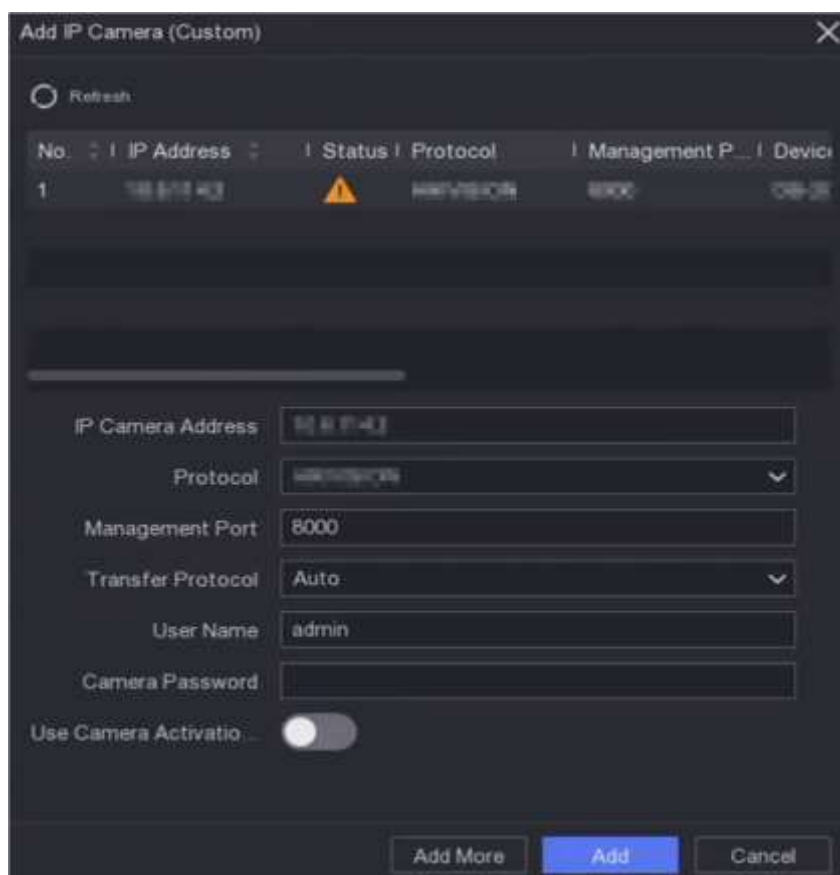 Add IP Camera (Custom)
Refresh
No. IP Address Status Protocol Management P... Device
1
IP Camera Address
Protocol
Management Port 8000
Transfer Protocol Auto
User Name admin
Camera Password
Use Camera Activatio...
Add More Add Cancel